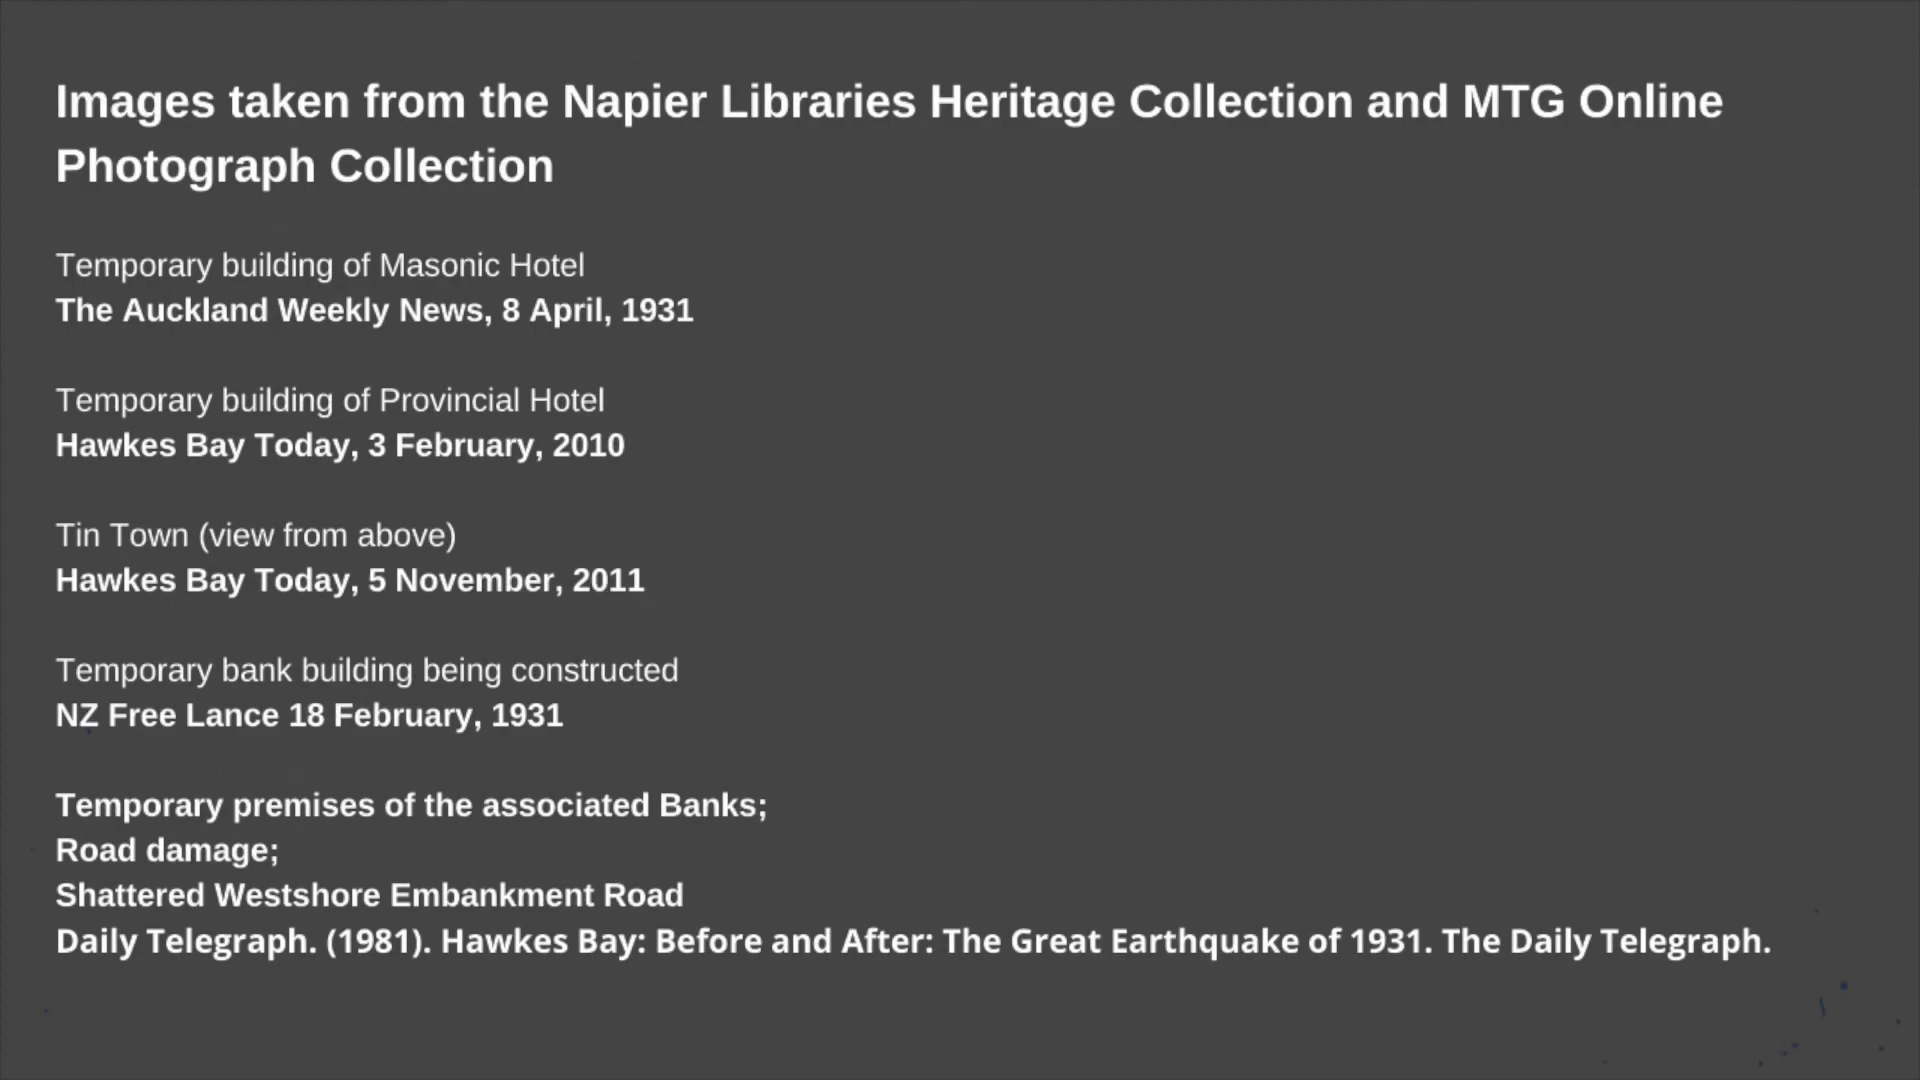 Images taken from the Napier Libraries Heritage Collection and MTG Online
Photograph Collection
Temporary building of Masonic Hotel
The Auckland Weekly News, 8 April, 1931
Temporary building of Provincial Hotel
Hawkes Bay Today, 3 February, 2010
Tin Town (view from above)
Hawkes Bay Today, 5 November, 2011
Temporary bank building being constructed
NZ Free Lance 18 February, 1931
Temporary premises of the associated Banks;
Road damage;
Shattered Westshore Embankment Road
Daily Telegraph. (1981). Hawkes Bay: Before and After: The Great Earthquake of 1931. The Daily Telegraph.